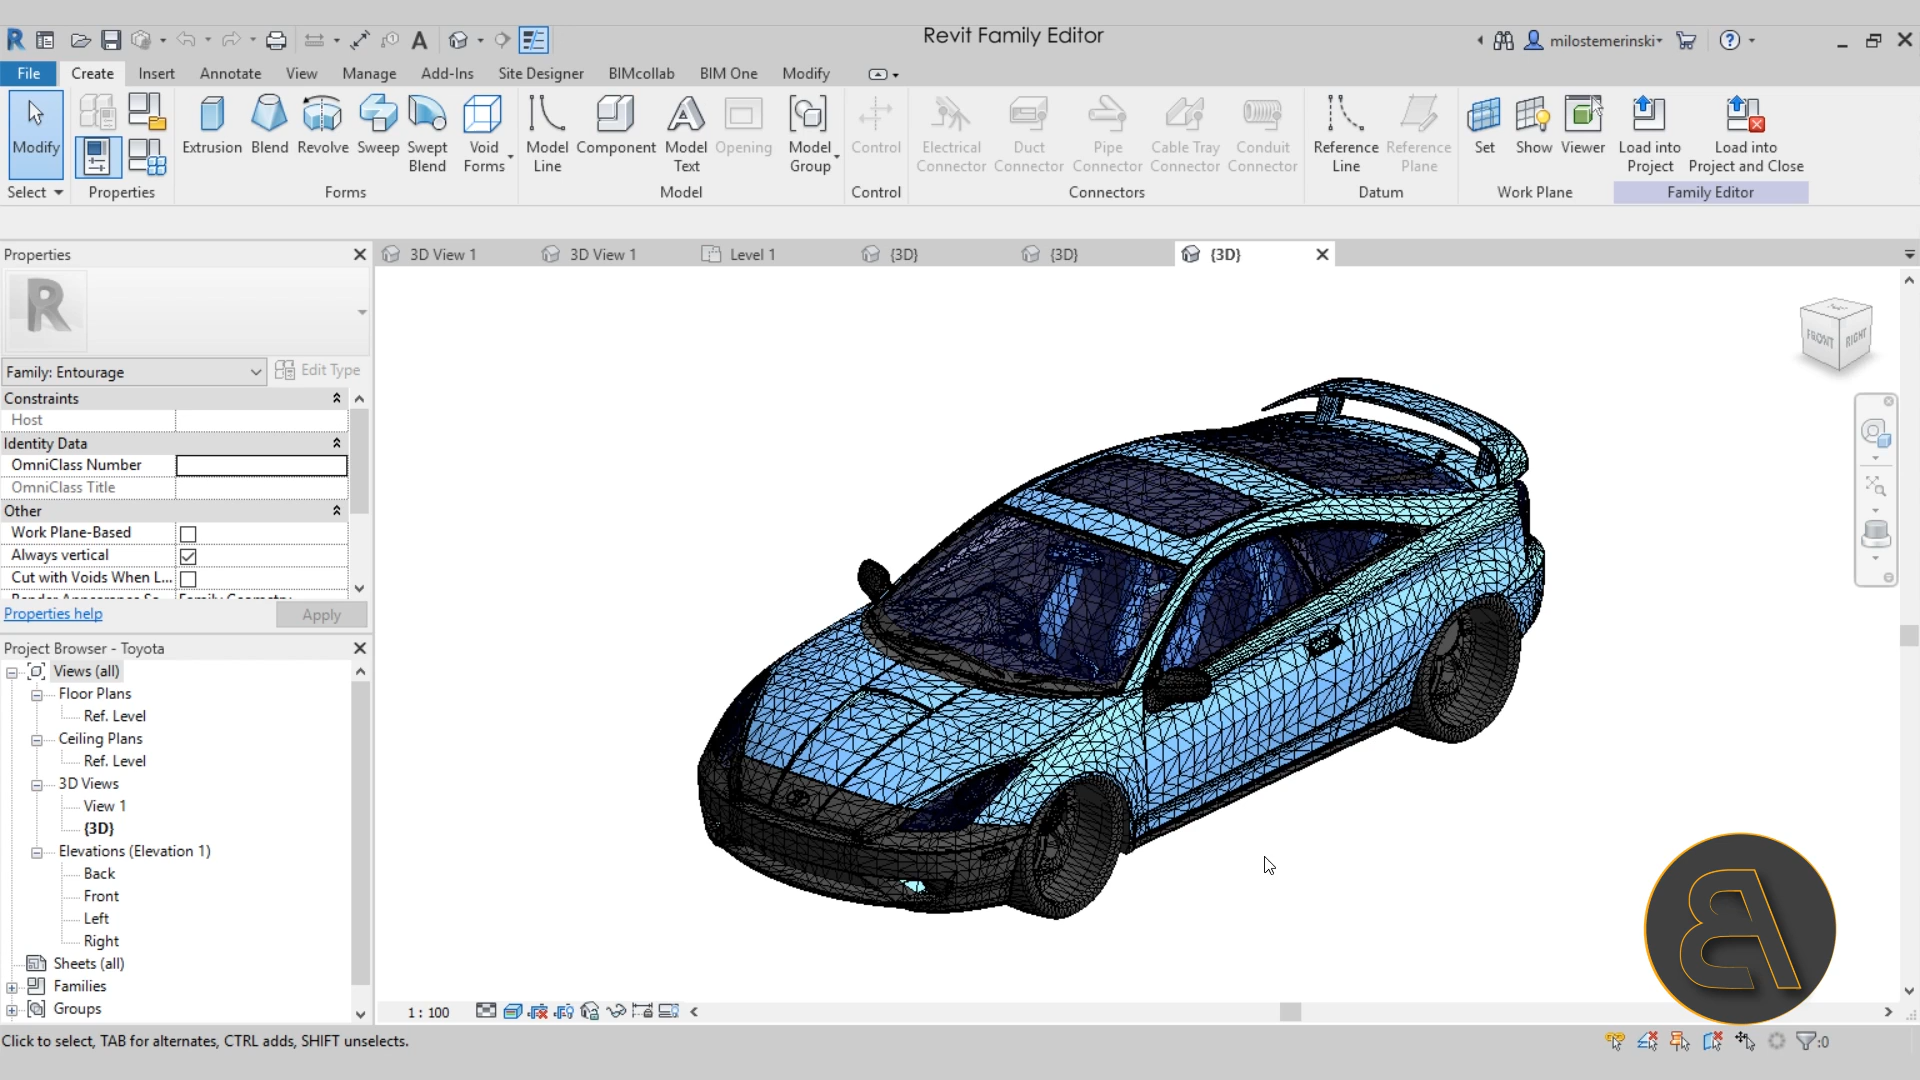 Revit Family Editor
milostemerinski
File Create Insert Annotate View Manage Add-Ins Site Designer BIMcollab BIM One Modify
Modify Extrusion Blend Revolve Sweep Swept Blend Void Forms Model Line Component Model Text Opening Model Group Control Electrical Connector Duct Connector Pipe Connector Cable Tray Connector Conduit Connector Reference Line Reference Plane Set Show Viewer Load into Project Load into Project and Close
Select Properties Forms Model Control Connectors Datum Work Plane Family Editor
Properties
3D View 1 3D View 1 Level 1 {3D} {3D} {3D}
R
Family: Entourage Edit Type
Constraints
Host
Identity Data
OmniClass Number
OmniClass Title
Other
Work Plane-Based
Always vertical
Cut with Voids When L...
Properties help Apply
Project Browser - Toyota
Views (all)
Floor Plans
Ref. Level
Ceiling Plans
Ref. Level
3D Views
View 1
{3D}
Elevations (Elevation 1)
Back
Front
Left
Right
Sheets (all)
Families
Groups
FRONT RIGHT
1 : 100
Click to select, TAB for alternates, CTRL adds, SHIFT unselects.
:0